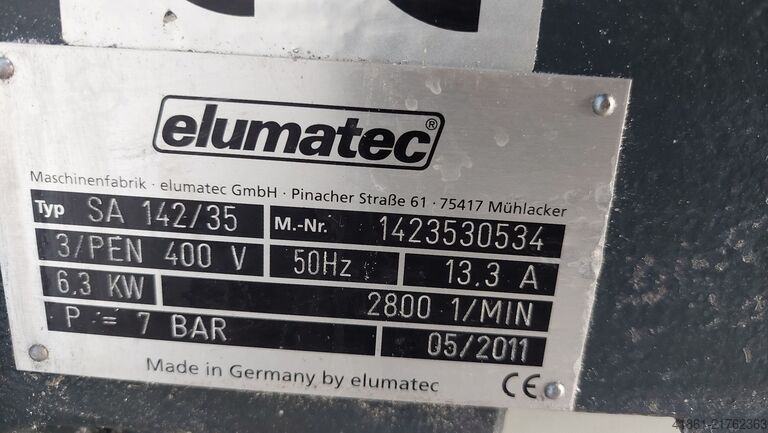 elumatec®
Maschinenfabrik · elumatec GmbH · Pinacher Straße 61 · 75417 Mühlacker
Typ SA 142/35 M.-Nr. 1423530534
3/PEN 400 V 50Hz 13.3 A
6.3 KW 2800 1/MIN
P = 7 BAR 05/2011
Made in Germany by elumatec CE
41861-21762363